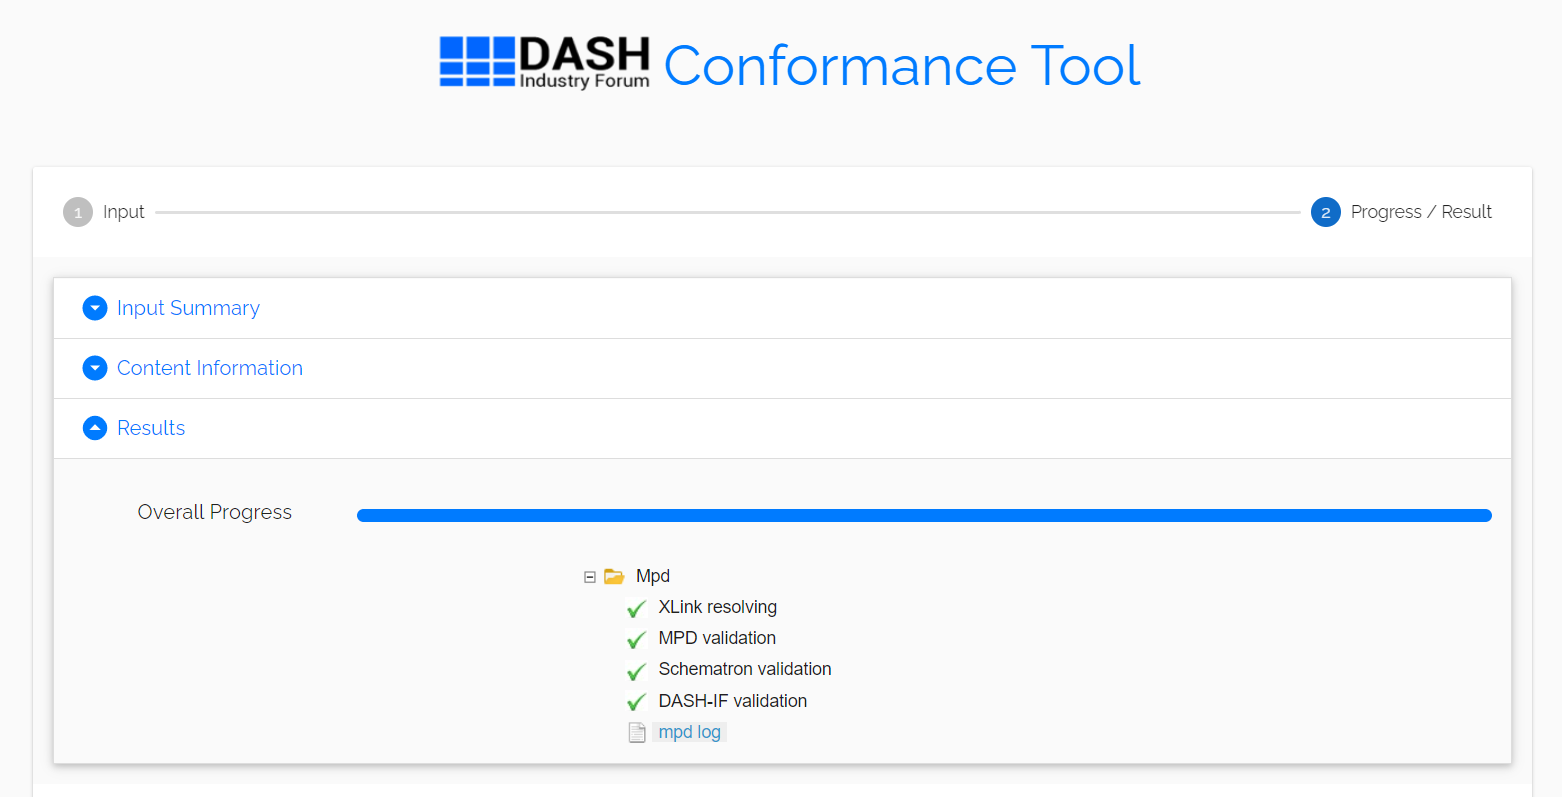 DASH
Industry Forum
Conformance Tool
1 Input
2 Progress / Result
Input Summary
Content Information
Results
Overall Progress
Mpd
XLink resolving
MPD validation
Schematron validation
DASH-IF validation
mpd log